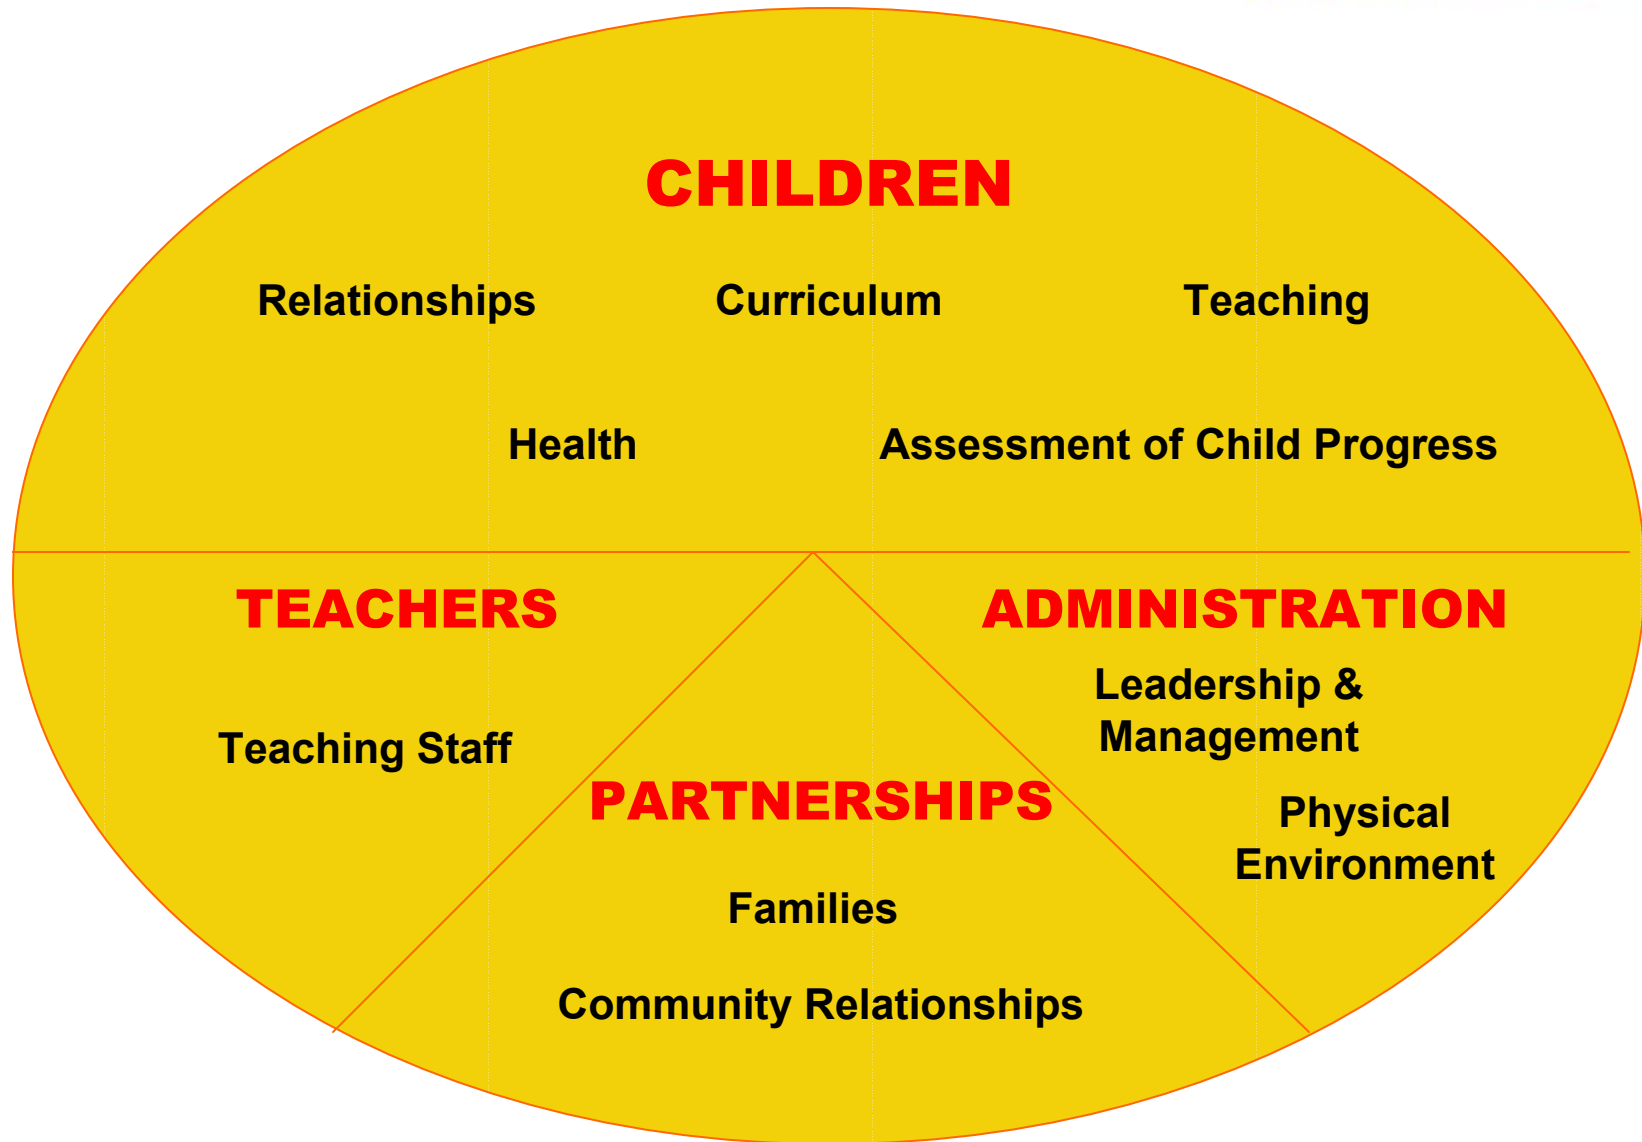 CHILDREN
Relationships
Curriculum
Teaching
Health
Assessment of Child Progress
TEACHERS
Teaching Staff
PARTNERSHIPS
Families
Community Relationships
ADMINISTRATION
Leadership &
Management
Physical
Environment